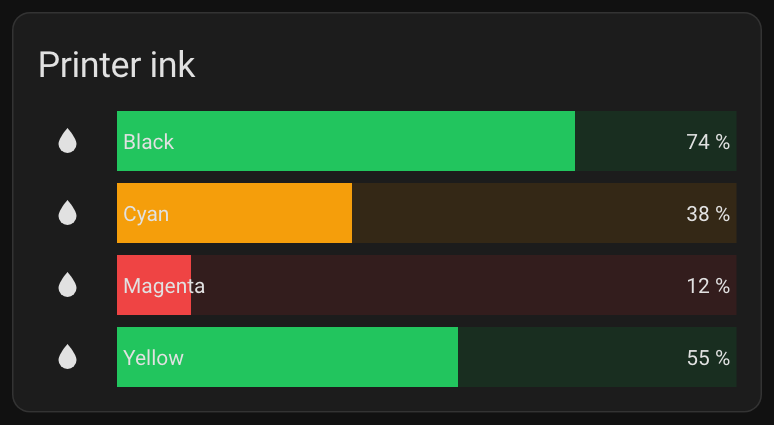 Printer ink
Black 74 %
Cyan 38 %
Magenta 12 %
Yellow 55 %